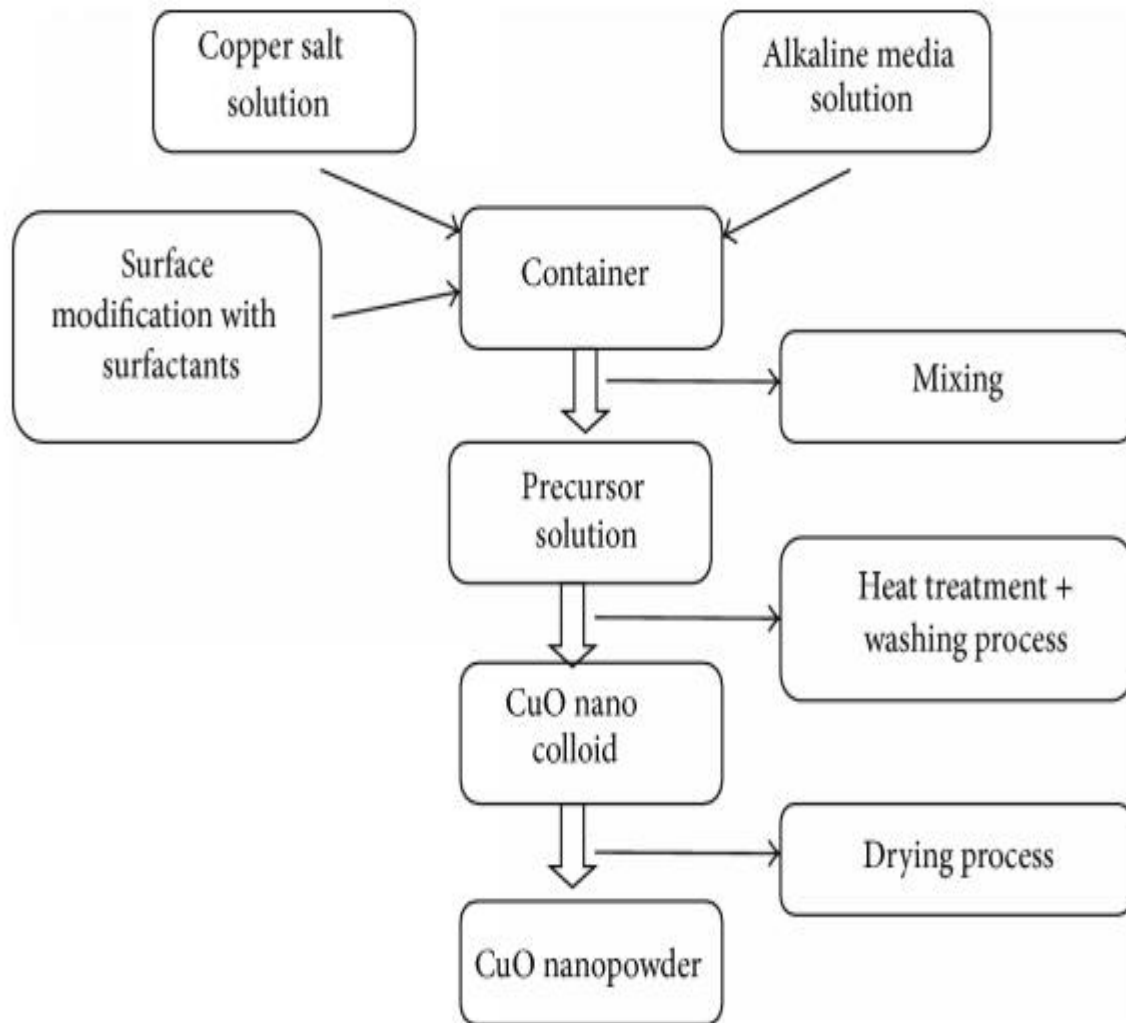 Copper salt
solution
Alkaline media
solution
Surface
modification with
surfactants
Container
Mixing
Precursor
solution
Heat treatment +
washing process
CuO nano
colloid
Drying process
CuO nanopowder